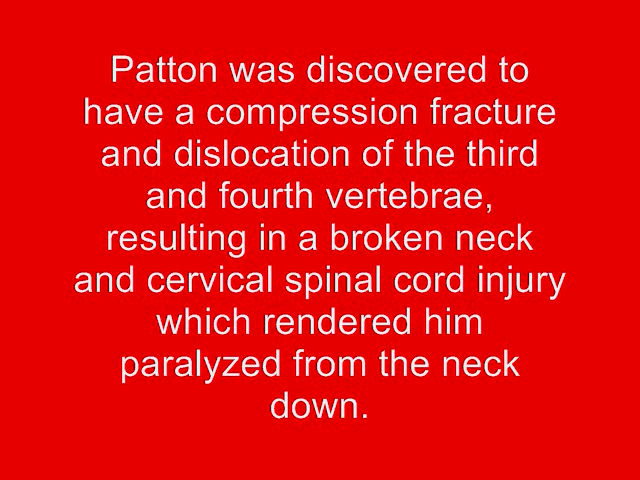 Patton was discovered to
have a compression fracture
and dislocation of the third
and fourth vertebrae,
resulting in a broken neck
and cervical spinal cord injury
which rendered him
paralyzed from the neck
down.